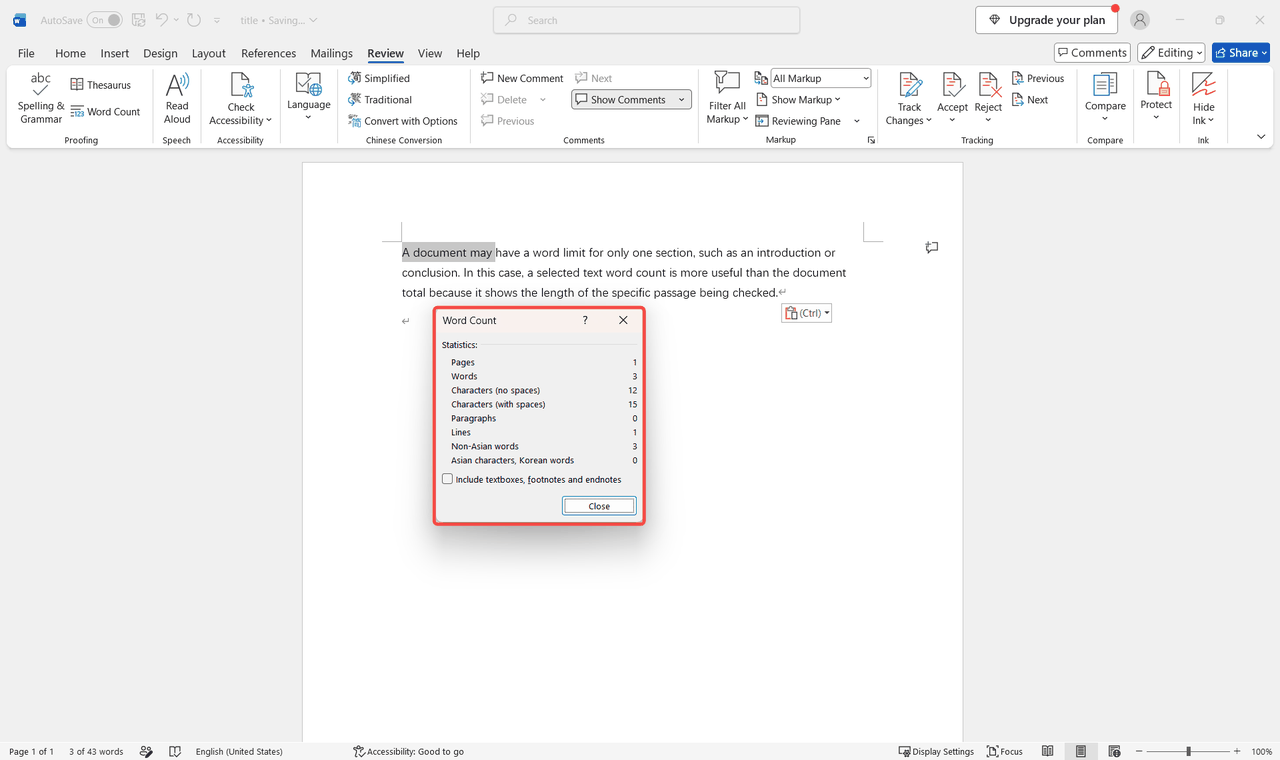 AutoSave On title • Saving... Search Upgrade your plan
File Home Insert Design Layout References Mailings Review View Help Comments Editing Share
abc Spelling & Grammar
Thesaurus
Word Count
Proofing
Read Aloud
Speech
Check Accessibility
Accessibility
Language
Simplified
Traditional
Convert with Options
Chinese Conversion
New Comment
Delete
Previous
Next
Show Comments
Comments
Filter All Markup
All Markup
Show Markup
Reviewing Pane
Markup
Track Changes
Accept
Reject
Previous
Next
Tracking
Compare
Compare
Protect
Hide Ink
Ink
A document may have a word limit for only one section, such as an introduction or
conclusion. In this case, a selected text word count is more useful than the document
total because it shows the length of the specific passage being checked.↵
(Ctrl)
↵
Word Count ?
Statistics:
Pages 1
Words 3
Characters (no spaces) 12
Characters (with spaces) 15
Paragraphs 0
Lines 1
Non-Asian words 3
Asian characters, Korean words 0
Include textboxes, footnotes and endnotes
Close
Page 1 of 1 3 of 43 words English (United States) Accessibility: Good to go Display Settings Focus 100%